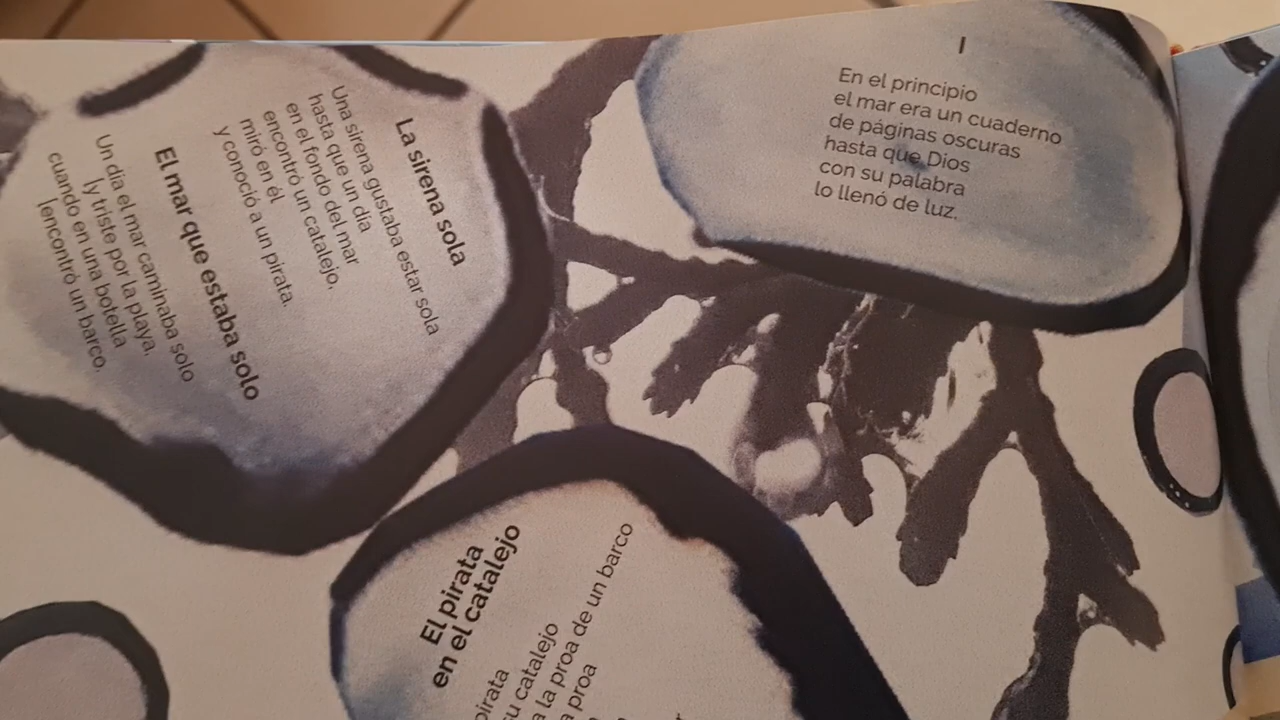 La sirena sola
Una sirena gustaba estar sola
hasta que un día
en el fondo del mar
encontró un catalejo,
miró en él
y conoció a un pirata.
El mar que estaba solo
Un día el mar caminaba solo
[y triste por la playa,
cuando en una botella
[encontró un barco.
I
En el principio
el mar era un cuaderno
de páginas oscuras
hasta que Dios
con su palabra
lo llenó de luz.
El pirata
en el catalejo
pirata
su catalejo
a la proa de un barco
proa